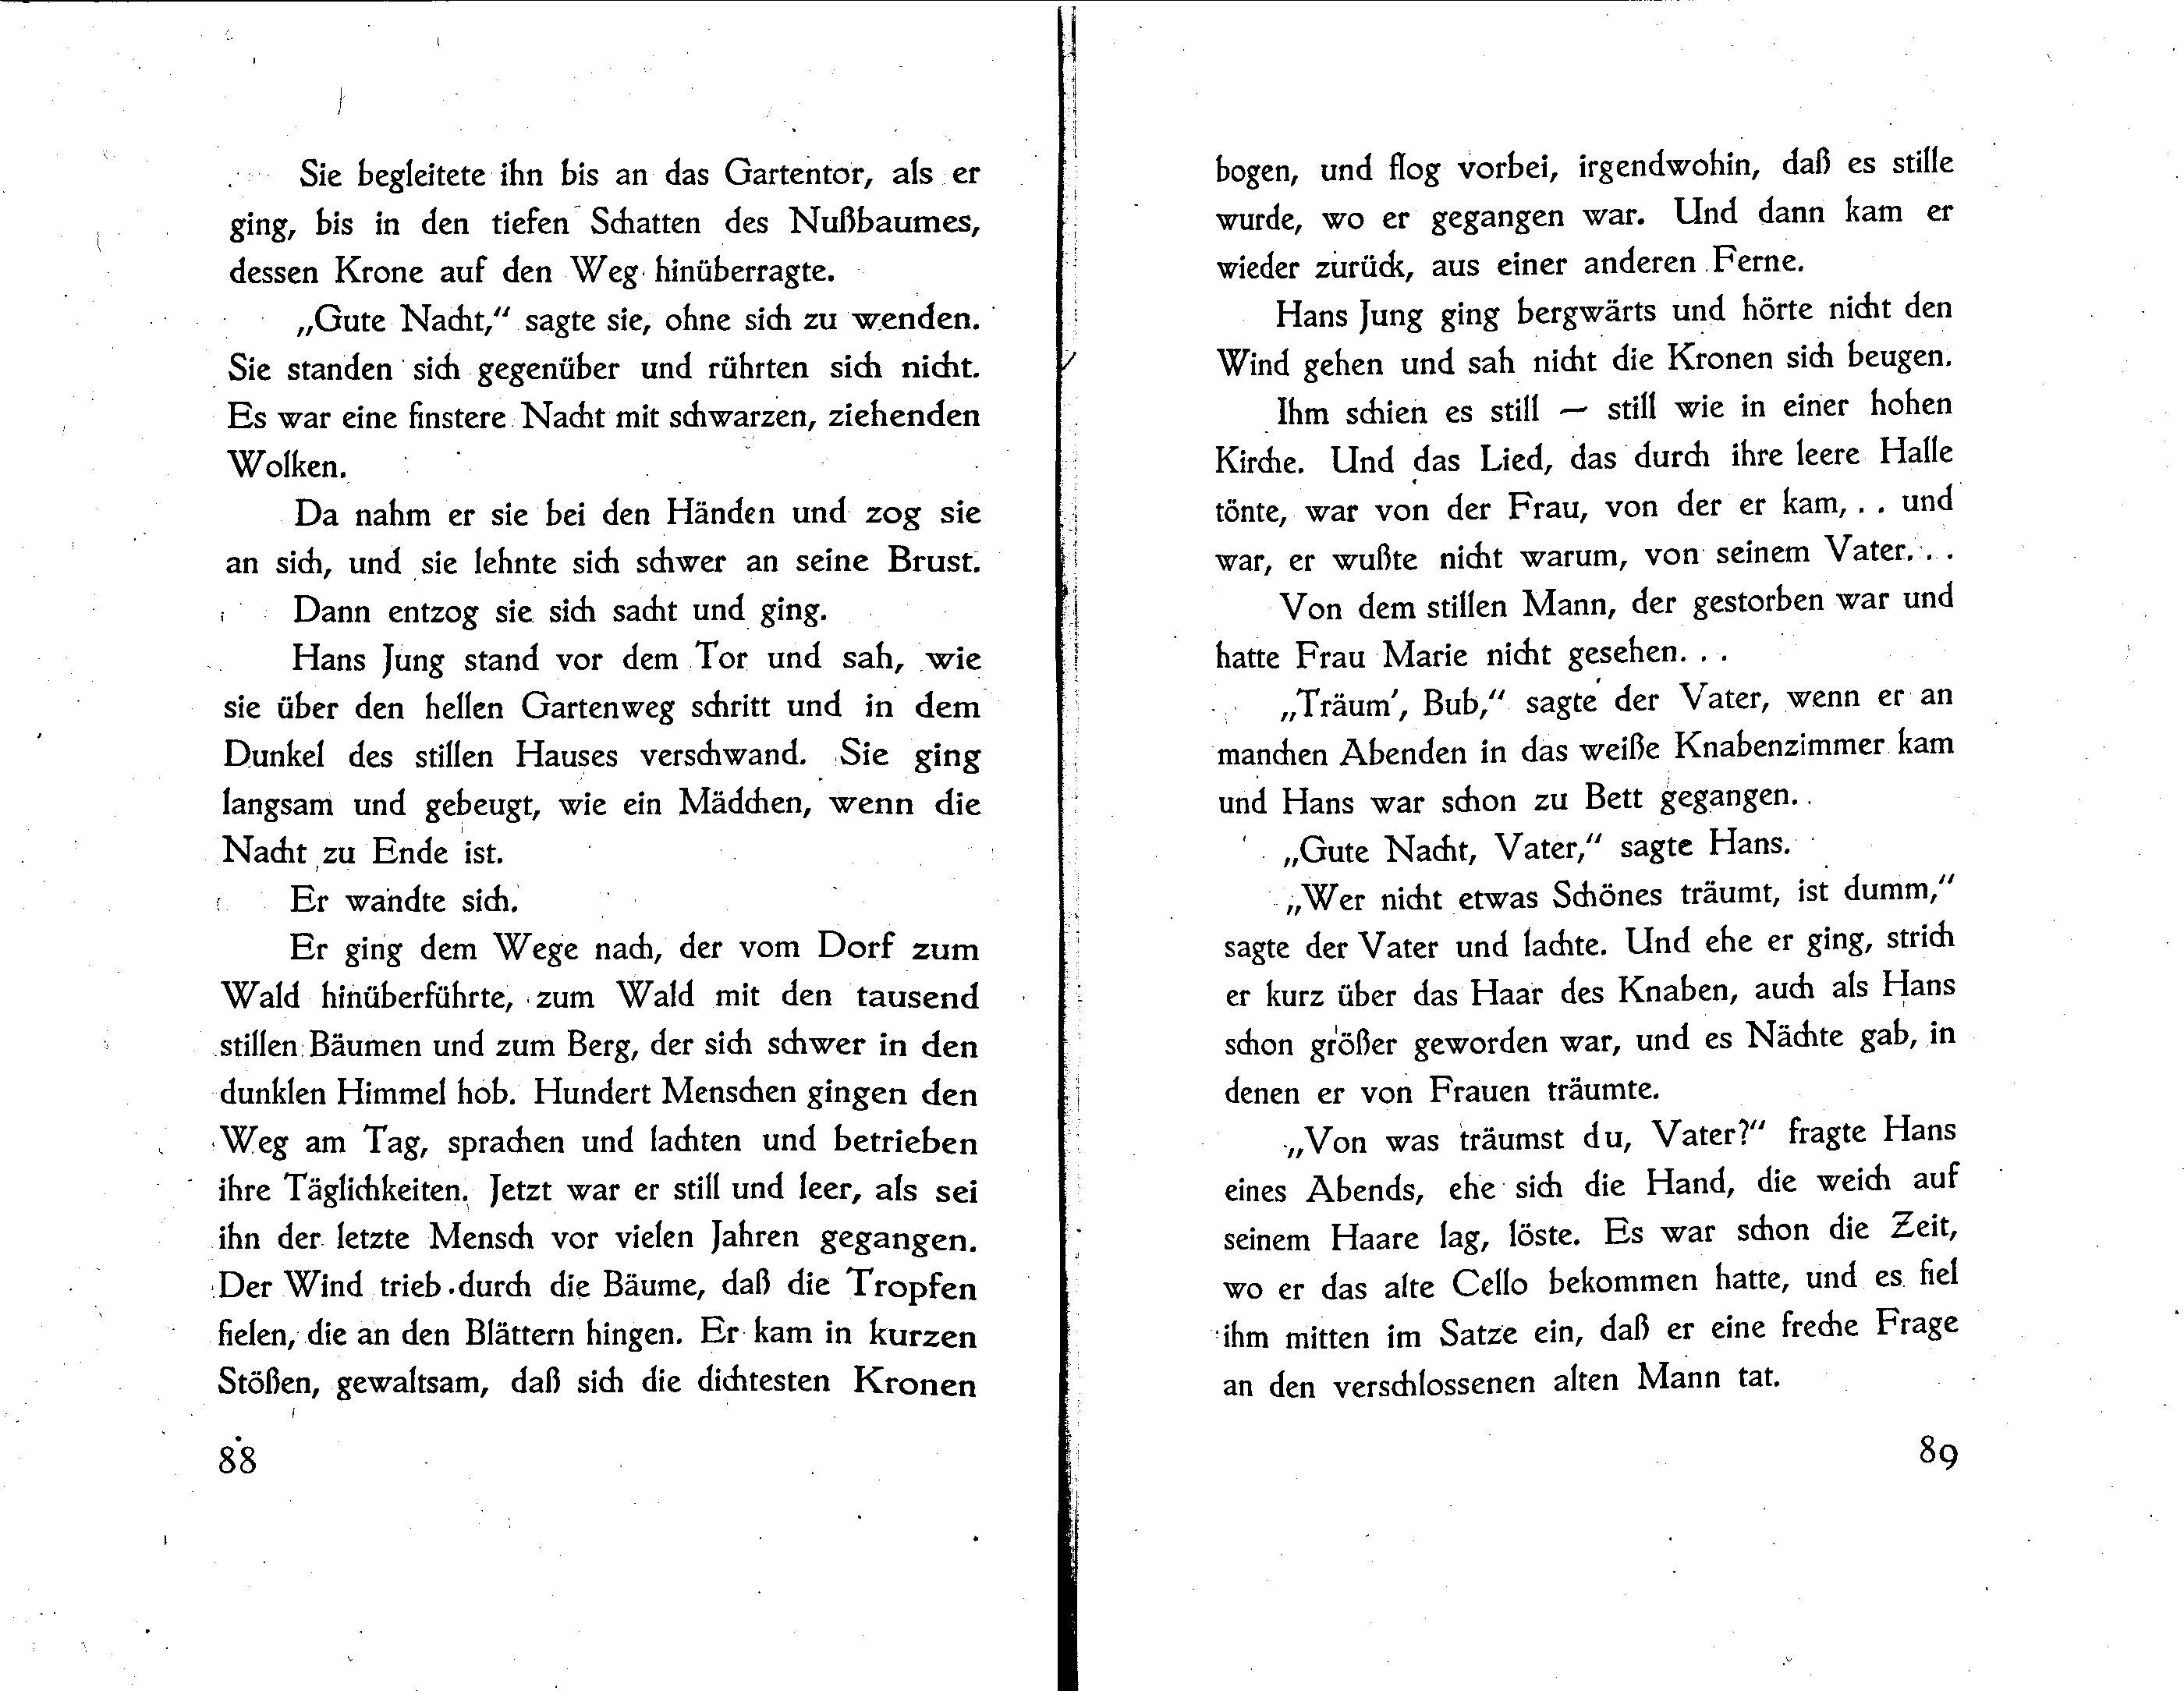 Sie begleitete ihn bis an das Gartentor, als er
ging, bis in den tiefen Schatten des Nußbaumes,
dessen Krone auf den Weg hinüberragte.
„Gute Nacht,“ sagte sie, ohne sich zu wenden.
Sie standen sich gegenüber und rührten sich nicht.
Es war eine finstere Nacht mit schwarzen, ziehenden
Wolken.
Da nahm er sie bei den Händen und zog sie
an sich, und sie lehnte sich schwer an seine Brust.
Dann entzog sie sich sacht und ging.
Hans Jung stand vor dem Tor und sah, wie
sie über den hellen Gartenweg schritt und in dem
Dunkel des stillen Hauses verschwand. Sie ging
langsam und gebeugt, wie ein Mädchen, wenn die
Nacht zu Ende ist.
Er wandte sich.
Er ging dem Wege nach, der vom Dorf zum
Wald hinüberführte, zum Wald mit den tausend
stillen Bäumen und zum Berg, der sich schwer in den
dunklen Himmel hob. Hundert Menschen gingen den
Weg am Tag, sprachen und lachten und betrieben
ihre Täglichkeiten. Jetzt war er still und leer, als sei
ihn der letzte Mensch vor vielen Jahren gegangen.
Der Wind trieb durch die Bäume, daß die Tropfen
fielen, die an den Blättern hingen. Er kam in kurzen
Stößen, gewaltsam, daß sich die dichtesten Kronen
88
bogen, und flog vorbei, irgendwohin, daß es stille
wurde, wo er gegangen war. Und dann kam er
wieder zurück, aus einer anderen Ferne.
Hans Jung ging bergwärts und hörte nicht den
Wind gehen und sah nicht die Kronen sich beugen.
Ihm schien es still — still wie in einer hohen
Kirche. Und das Lied, das durch ihre leere Halle
tönte, war von der Frau, von der er kam, . . und
war, er wußte nicht warum, von seinem Vater. . .
Von dem stillen Mann, der gestorben war und
hatte Frau Marie nicht gesehen. . .
„Träum', Bub,“ sagte der Vater, wenn er an
manchen Abenden in das weiße Knabenzimmer kam
und Hans war schon zu Bett gegangen. .
„Gute Nacht, Vater,“ sagte Hans.
„Wer nicht etwas Schönes träumt, ist dumm,“
sagte der Vater und lachte. Und ehe er ging, strich
er kurz über das Haar des Knaben, auch als Hans
schon größer geworden war, und es Nächte gab, in
denen er von Frauen träumte.
„Von was träumst du, Vater?“ fragte Hans
eines Abends, ehe sich die Hand, die weich auf
seinem Haare lag, löste. Es war schon die Zeit,
wo er das alte Cello bekommen hatte, und es fiel
ihm mitten im Satze ein, daß er eine freche Frage
an den verschlossenen alten Mann tat.
89